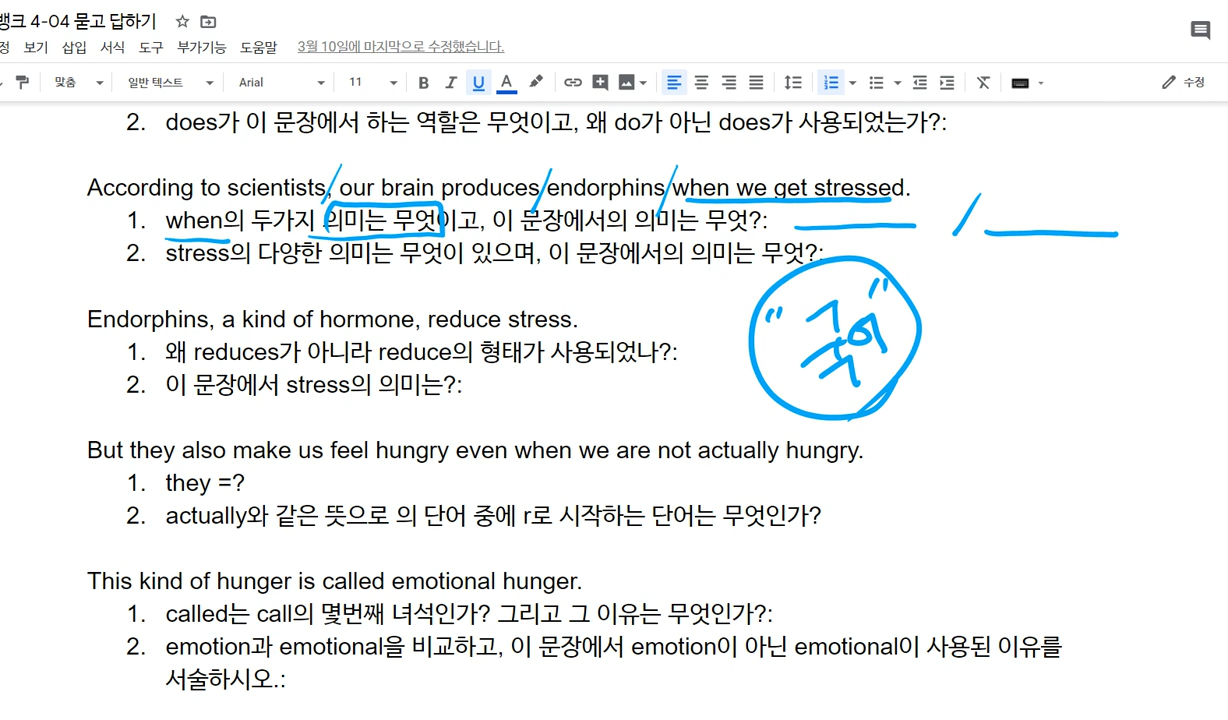 뱅크 4-04 묻고 답하기
정 보기 삽입 서식 도구 부가기능 도움말 3월 10일에 마지막으로 수정했습니다.
맞춤 일반 텍스트 Arial 11 B I U A 수정
2. does가 이 문장에서 하는 역할은 무엇이고, 왜 do가 아닌 does가 사용되었는가?:
According to scientists, our brain produces endorphins when we get stressed.
1. when의 두가지 의미는 무엇이고, 이 문장에서의 의미는 무엇?:
2. stress의 다양한 의미는 무엇이 있으며, 이 문장에서의 의미는 무엇?:
Endorphins, a kind of hormone, reduce stress.
1. 왜 reduces가 아니라 reduce의 형태가 사용되었나?:
2. 이 문장에서 stress의 의미는?:
But they also make us feel hungry even when we are not actually hungry.
1. they =?
2. actually와 같은 뜻으로 의 단어 중에 r로 시작하는 단어는 무엇인가?
This kind of hunger is called emotional hunger.
1. called는 call의 몇번째 녀석인가? 그리고 그 이유는 무엇인가?:
2. emotion과 emotional을 비교하고, 이 문장에서 emotion이 아닌 emotional이 사용된 이유를
서술하시오.: